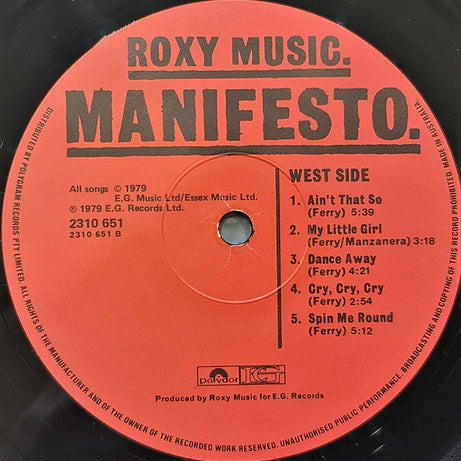 ROXY MUSIC.
MANIFESTO.
WEST SIDE
All songs © 1979
E.G. Music Ltd/Essex Music Ltd.
℗ 1979 E.G. Records Ltd.
2310 651
2310 651 B
1. Ain't That So
(Ferry) 5:39
2. My Little Girl
(Ferry/Manzanera) 3:18
3. Dance Away
(Ferry) 4:21
4. Cry, Cry, Cry
(Ferry) 2:54
5. Spin Me Round
(Ferry) 5:12
Polydor EG
Produced by Roxy Music for E.G. Records
DISTRIBUTED BY POLYGRAM RECORDS PTY LIMITED. ALL RIGHTS OF THE MANUFACTURER AND OF THE OWNER OF THE RECORDED WORK RESERVED. UNAUTHORISED PUBLIC PERFORMANCE, BROADCASTING AND COPYING OF THIS RECORD PROHIBITED. MADE IN AUSTRALIA.